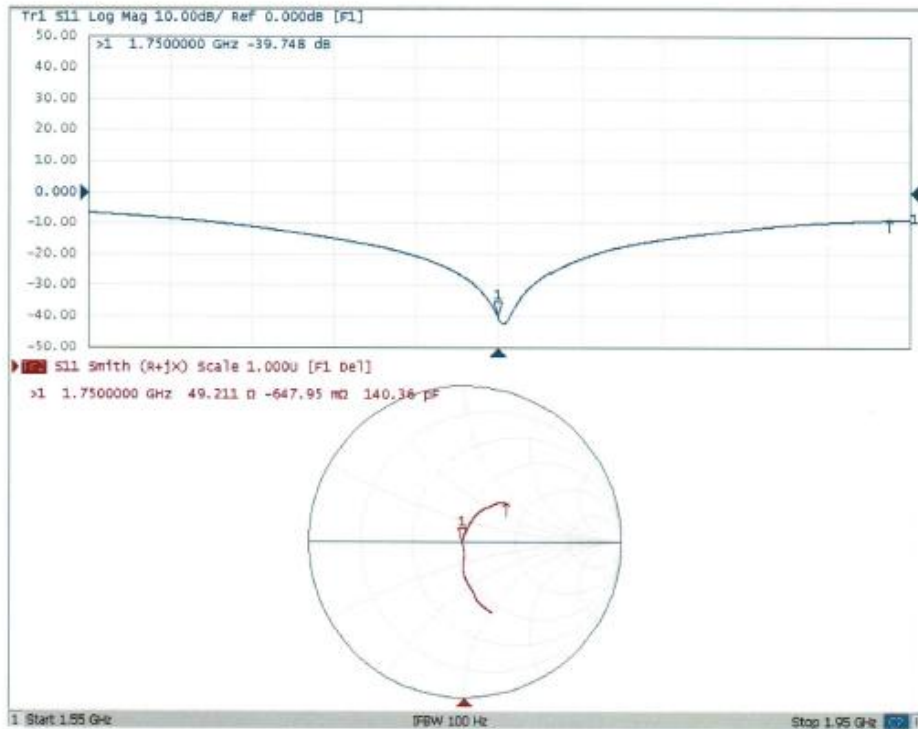 Tr1 S11 Log Mag 10.00dB/ Ref 0.000dB [F1]
50.00
>1 1.7500000 GHz -39.748 dB
40.00
30.00
20.00
10.00
0.000
-10.00
1
-20.00
-30.00
1
-40.00
-50.00
S11 Smith (R+jX) Scale 1.000U [F1 Del]
>1 1.7500000 GHz 49.211 Ω -647.95 mΩ 140.36 pF
1
1 Start 1.55 GHz IFBW 100 Hz Stop 1.95 GHz